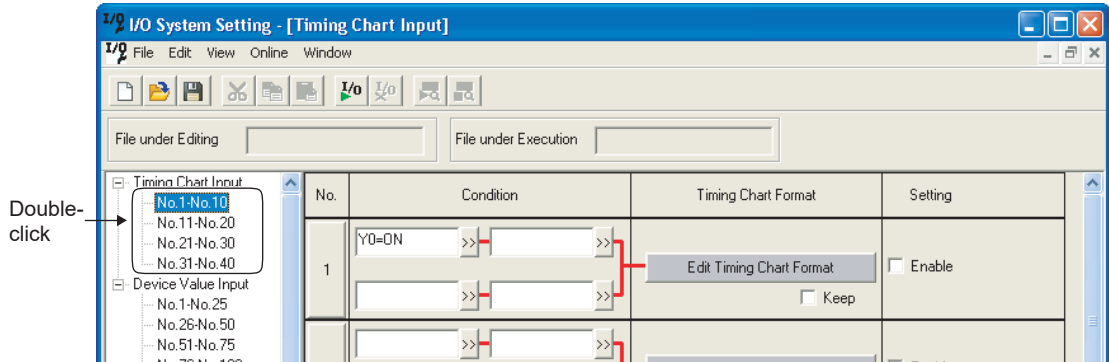 I/O System Setting - [Timing Chart Input]
File Edit View Online Window
I/O I/O
File under Editing File under Execution
Double-
click
Timing Chart Input
No.1-No.10
No.11-No.20
No.21-No.30
No.31-No.40
Device Value Input
No.1-No.25
No.26-No.50
No.51-No.75
No. Condition Timing Chart Format Setting
1 Y0=ON >> >> Edit Timing Chart Format Enable
>> >> Keep
>> >>